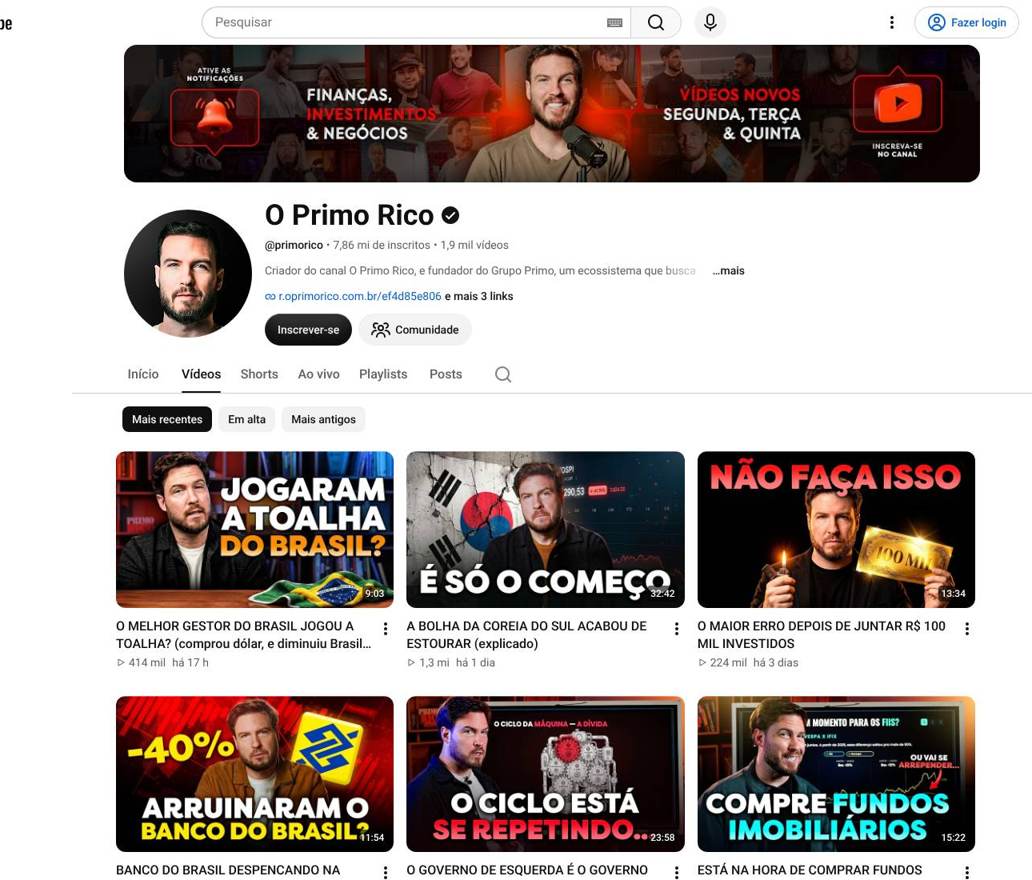 be
Pesquisar
Fazer login
ATIVE AS
NOTIFICAÇÕES
FINANÇAS,
INVESTIMENTOS
& NEGÓCIOS
VÍDEOS NOVOS
SEGUNDA, TERÇA
& QUINTA
INSCREVA-SE
NO CANAL
O Primo Rico
@primorico • 7,86 mi de inscritos • 1,9 mil vídeos
Criador do canal O Primo Rico, e fundador do Grupo Primo, um ecossistema que busca ...mais
r.oprimorico.com.br/ef4d85e806 e mais 3 links
Inscrever-se
Comunidade
Início Vídeos Shorts Ao vivo Playlists Posts
Mais recentes Em alta Mais antigos
JOGARAM
A TOALHA
DO BRASIL?
PRIMO
9:03
O MELHOR GESTOR DO BRASIL JOGOU A
TOALHA? (comprou dólar, e diminuiu Brasil...
414 mil há 17 h
290,53
É SÓ O COMEÇO
32:42
A BOLHA DA COREIA DO SUL ACABOU DE
ESTOURAR (explicado)
1,3 mi há 1 dia
NÃO FAÇA ISSO
100 MIL
13:34
O MAIOR ERRO DEPOIS DE JUNTAR R$ 100
MIL INVESTIDOS
224 mil há 3 dias
-40%
ARRUINARAM O
BANCO DO BRASIL?
11:54
BANCO DO BRASIL DESPENCANDO NA
O CICLO DA MÁQUINA — A DÍVIDA
O CICLO ESTÁ
SE REPETINDO..
23:58
O GOVERNO DE ESQUERDA É O GOVERNO
MOMENTO PARA OS FIIS?
OU VAI SE
ARREPENDER...
COMPRE FUNDOS
IMOBILIÁRIOS
15:22
ESTÁ NA HORA DE COMPRAR FUNDOS